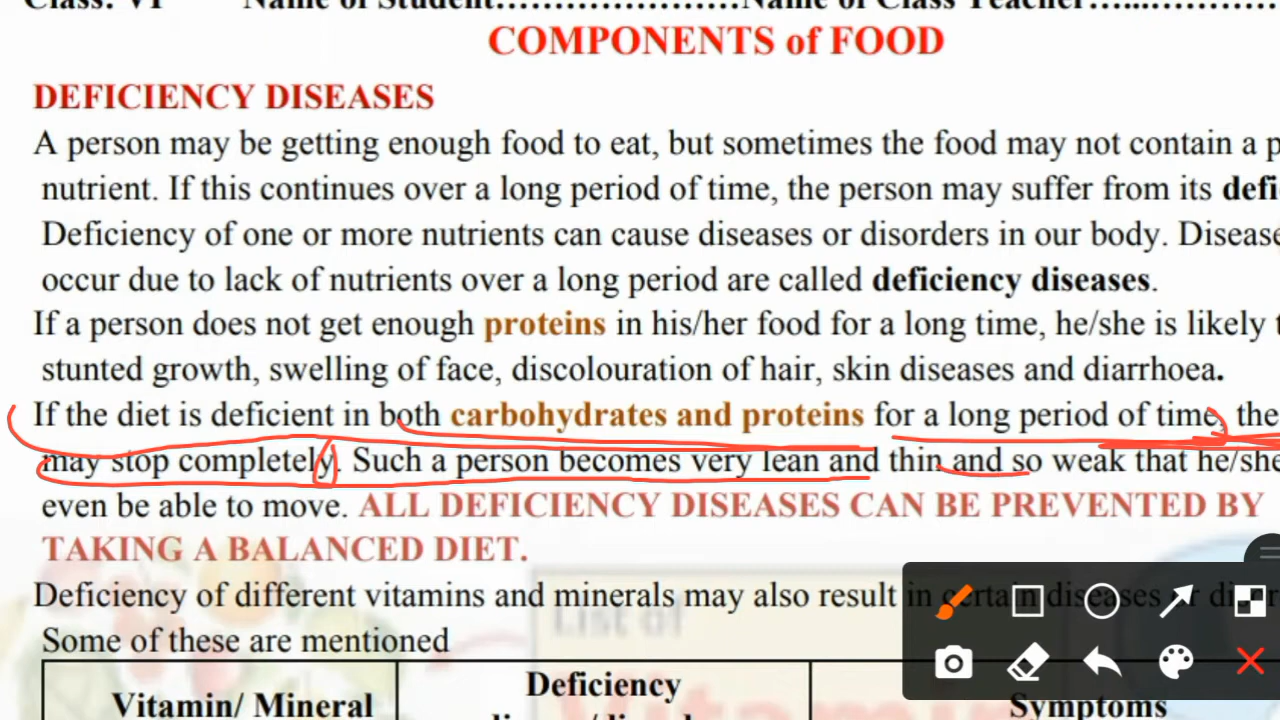 Class: VI Name of Student.....................Name of Class Teacher................
COMPONENTS of FOOD
DEFICIENCY DISEASES
A person may be getting enough food to eat, but sometimes the food may not contain a p
nutrient. If this continues over a long period of time, the person may suffer from its defi
Deficiency of one or more nutrients can cause diseases or disorders in our body. Disease
occur due to lack of nutrients over a long period are called deficiency diseases.
If a person does not get enough proteins in his/her food for a long time, he/she is likely t
stunted growth, swelling of face, discolouration of hair, skin diseases and diarrhoea.
If the diet is deficient in both carbohydrates and proteins for a long period of time, the
may stop completely. Such a person becomes very lean and thin and so weak that he/she
even be able to move. ALL DEFICIENCY DISEASES CAN BE PREVENTED BY
TAKING A BALANCED DIET.
Deficiency of different vitamins and minerals may also result in certain diseases or disor
Some of these are mentioned
List of
Vitamin/ Mineral Deficiency Symptoms